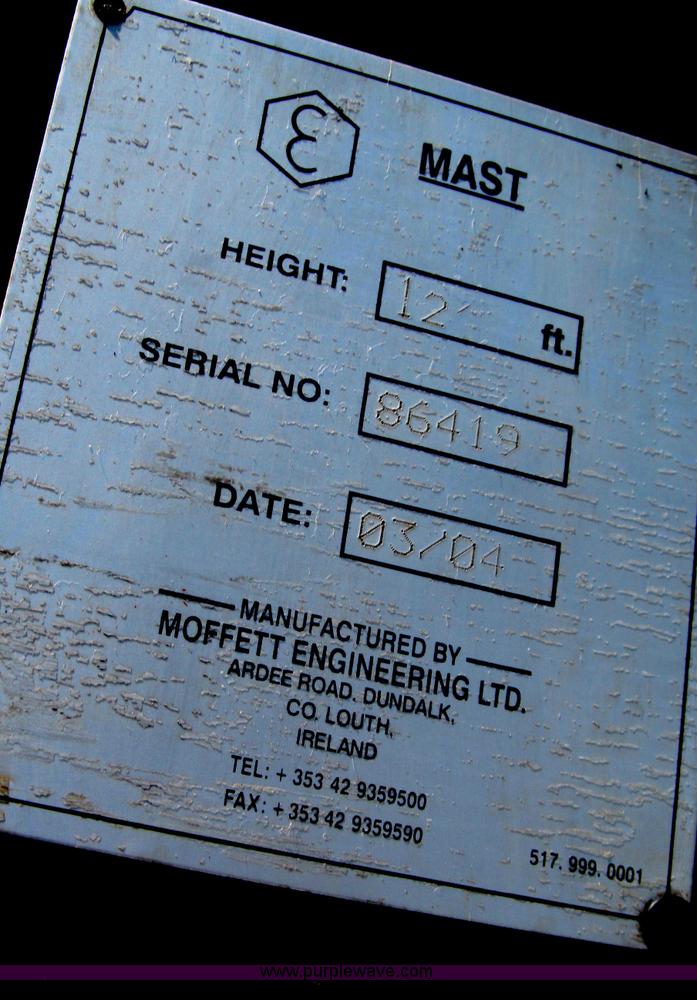 ε
MAST
HEIGHT: 12' ft.
SERIAL NO: 86419
DATE: 03/04
MANUFACTURED BY
MOFFETT ENGINEERING LTD.
ARDEE ROAD. DUNDALK,
CO. LOUTH,
IRELAND
TEL: + 353 42 9359500
FAX: + 353 42 9359590
517. 999. 0001
www.purplewave.com